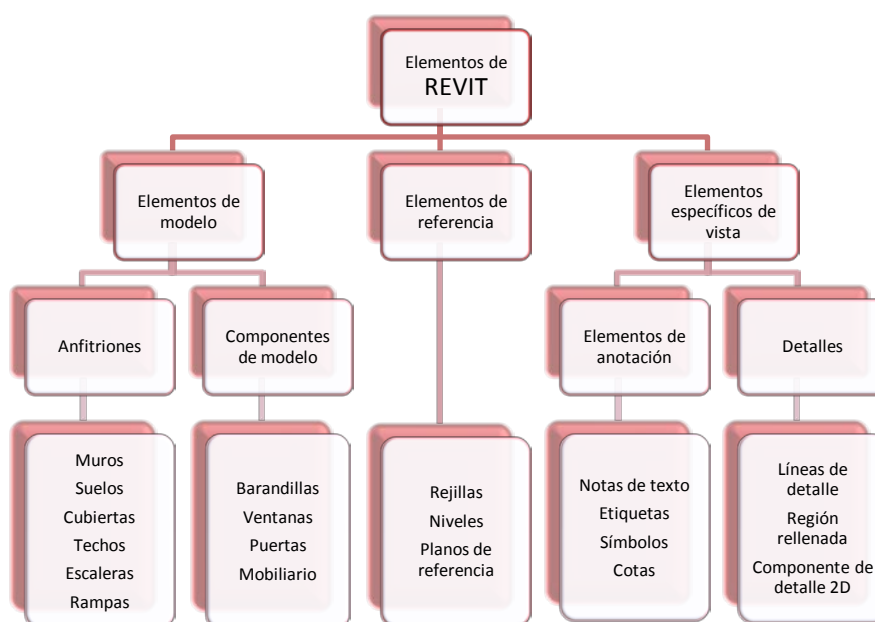 Elementos de
REVIT
Elementos de
modelo
Elementos de
referencia
Elementos
específicos de
vista
Anfitriones
Componentes
de modelo
Elementos de
anotación
Detalles
Muros
Suelos
Cubiertas
Techos
Escaleras
Rampas
Barandillas
Ventanas
Puertas
Mobiliario
Rejillas
Niveles
Planos de
referencia
Notas de texto
Etiquetas
Símbolos
Cotas
Líneas de
detalle
Región
rellenada
Componente de
detalle 2D